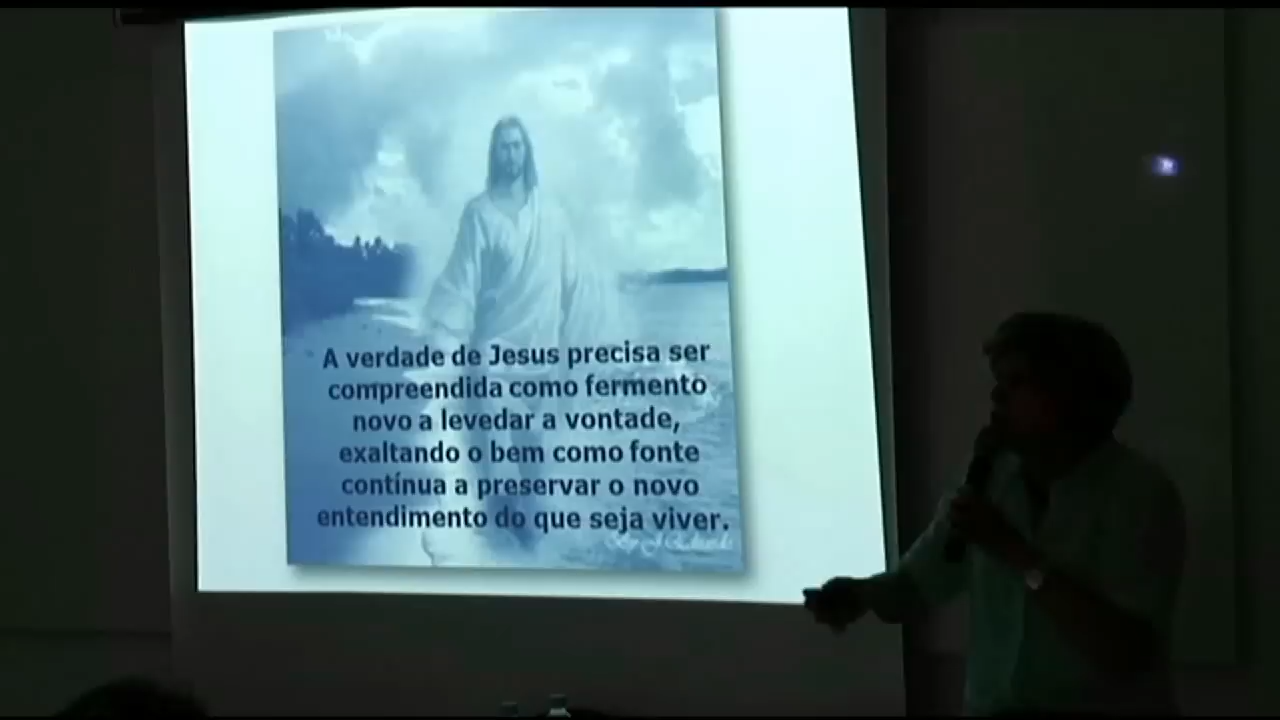 A verdade de Jesus precisa ser
compreendida como fermento
novo a levedar a vontade,
exaltando o bem como fonte
contínua a preservar o novo
entendimento do que seja viver.